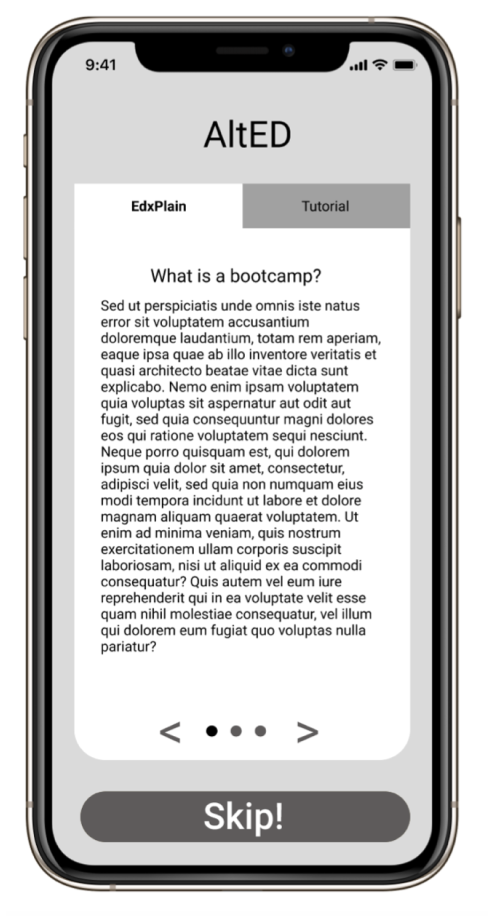 9:41
AltED
EdxPlain
Tutorial
What is a bootcamp?
Sed ut perspiciatis unde omnis iste natus
error sit voluptatem accusantium
doloremque laudantium, totam rem aperiam,
eaque ipsa quae ab illo inventore veritatis et
quasi architecto beatae vitae dicta sunt
explicabo. Nemo enim ipsam voluptatem
quia voluptas sit aspernatur aut odit aut
fugit, sed quia consequuntur magni dolores
eos qui ratione voluptatem sequi nesciunt.
Neque porro quisquam est, qui dolorem
ipsum quia dolor sit amet, consectetur,
adipisci velit, sed quia non numquam eius
modi tempora incidunt ut labore et dolore
magnam aliquam quaerat voluptatem. Ut
enim ad minima veniam, quis nostrum
exercitationem ullam corporis suscipit
laboriosam, nisi ut aliquid ex ea commodi
consequatur? Quis autem vel eum iure
reprehenderit qui in ea voluptate velit esse
quam nihil molestiae consequatur, vel illum
qui dolorem eum fugiat quo voluptas nulla
pariatur?
< >
Skip!